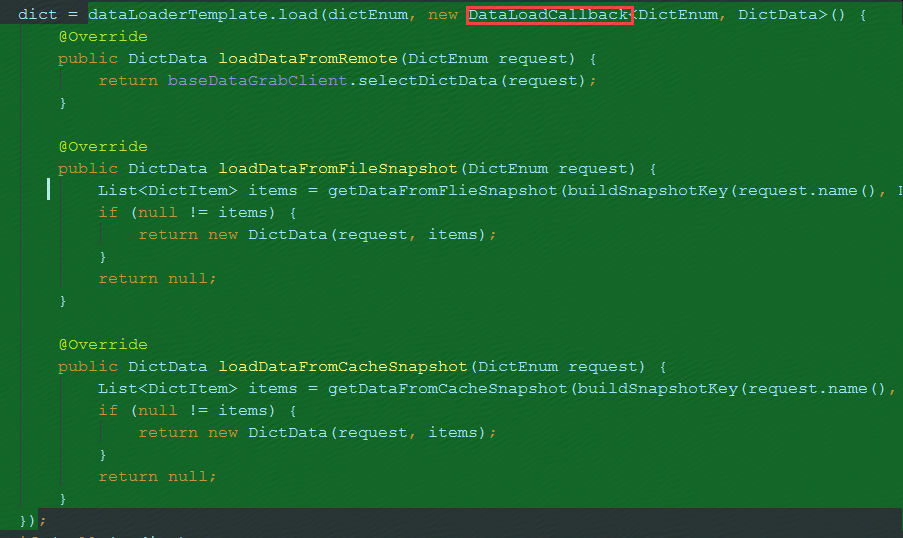 dict = dataLoaderTemplate.load(dictEnum, new DataLoadCallback<DictEnum, DictData>() {
@Override
public DictData loadDataFromRemote(DictEnum request) {
return baseDataGrabClient.selectDictData(request);
}
@Override
public DictData loadDataFromFileSnapshot(DictEnum request) {
List<DictItem> items = getDataFromFlieSnapshot(buildSnapshotKey(request.name(),
if (null != items) {
return new DictData(request, items);
}
return null;
}
@Override
public DictData loadDataFromCacheSnapshot(DictEnum request) {
List<DictItem> items = getDataFromCacheSnapshot(buildSnapshotKey(request.name(),
if (null != items) {
return new DictData(request, items);
}
return null;
}
});